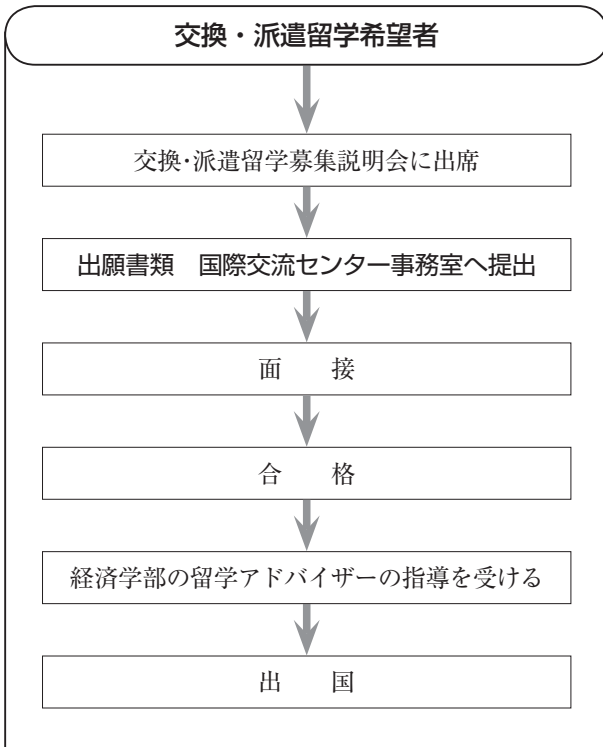 交換・派遣留学希望者
交換・派遣留学募集説明会に出席
出願書類　国際交流センター事務室へ提出
面　　接
合　　格
経済学部の留学アドバイザーの指導を受ける
出　　国